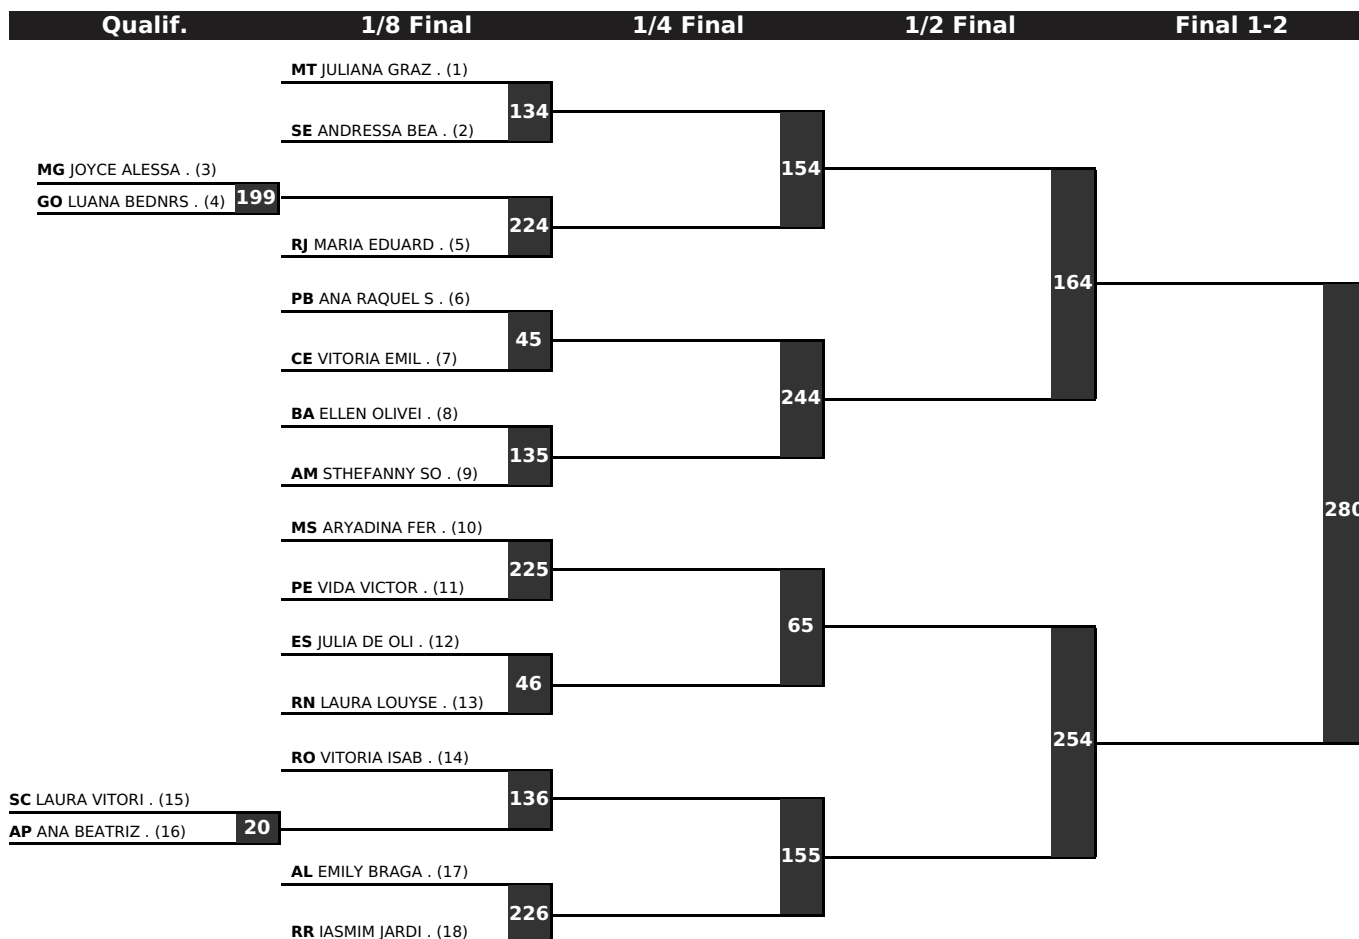 Qualif. 1/8 Final 1/4 Final 1/2 Final Final 1-2
MT JULIANA GRAZ . (1)
134
SE ANDRESSA BEA . (2)
154
MG JOYCE ALESSA . (3)
199
GO LUANA BEDNRS . (4)
224
RJ MARIA EDUARD . (5)
164
PB ANA RAQUEL S . (6)
45
CE VITORIA EMIL . (7)
244
BA ELLEN OLIVEI . (8)
135
AM STHEFANNY SO . (9)
280
MS ARYADINA FER . (10)
225
PE VIDA VICTOR . (11)
65
ES JULIA DE OLI . (12)
46
RN LAURA LOUYSE . (13)
254
RO VITORIA ISAB . (14)
136
SC LAURA VITORI . (15)
20
AP ANA BEATRIZ . (16)
155
AL EMILY BRAGA . (17)
226
RR IASMIM JARDI . (18)